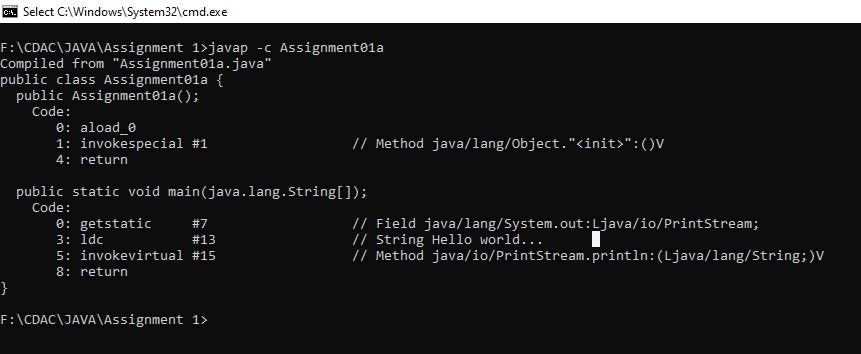 Select C:\Windows\System32\cmd.exe
F:\CDAC\JAVA\Assignment 1>javap -c Assignment01a
Compiled from "Assignment01a.java"
public class Assignment01a {
  public Assignment01a();
    Code:
       0: aload_0
       1: invokespecial #1                  // Method java/lang/Object."<init>":()V
       4: return

  public static void main(java.lang.String[]);
    Code:
       0: getstatic     #7                  // Field java/lang/System.out:Ljava/io/PrintStream;
       3: ldc           #13                 // String Hello world...
       5: invokevirtual #15                 // Method java/io/PrintStream.println:(Ljava/lang/String;)V
       8: return
}

F:\CDAC\JAVA\Assignment 1>